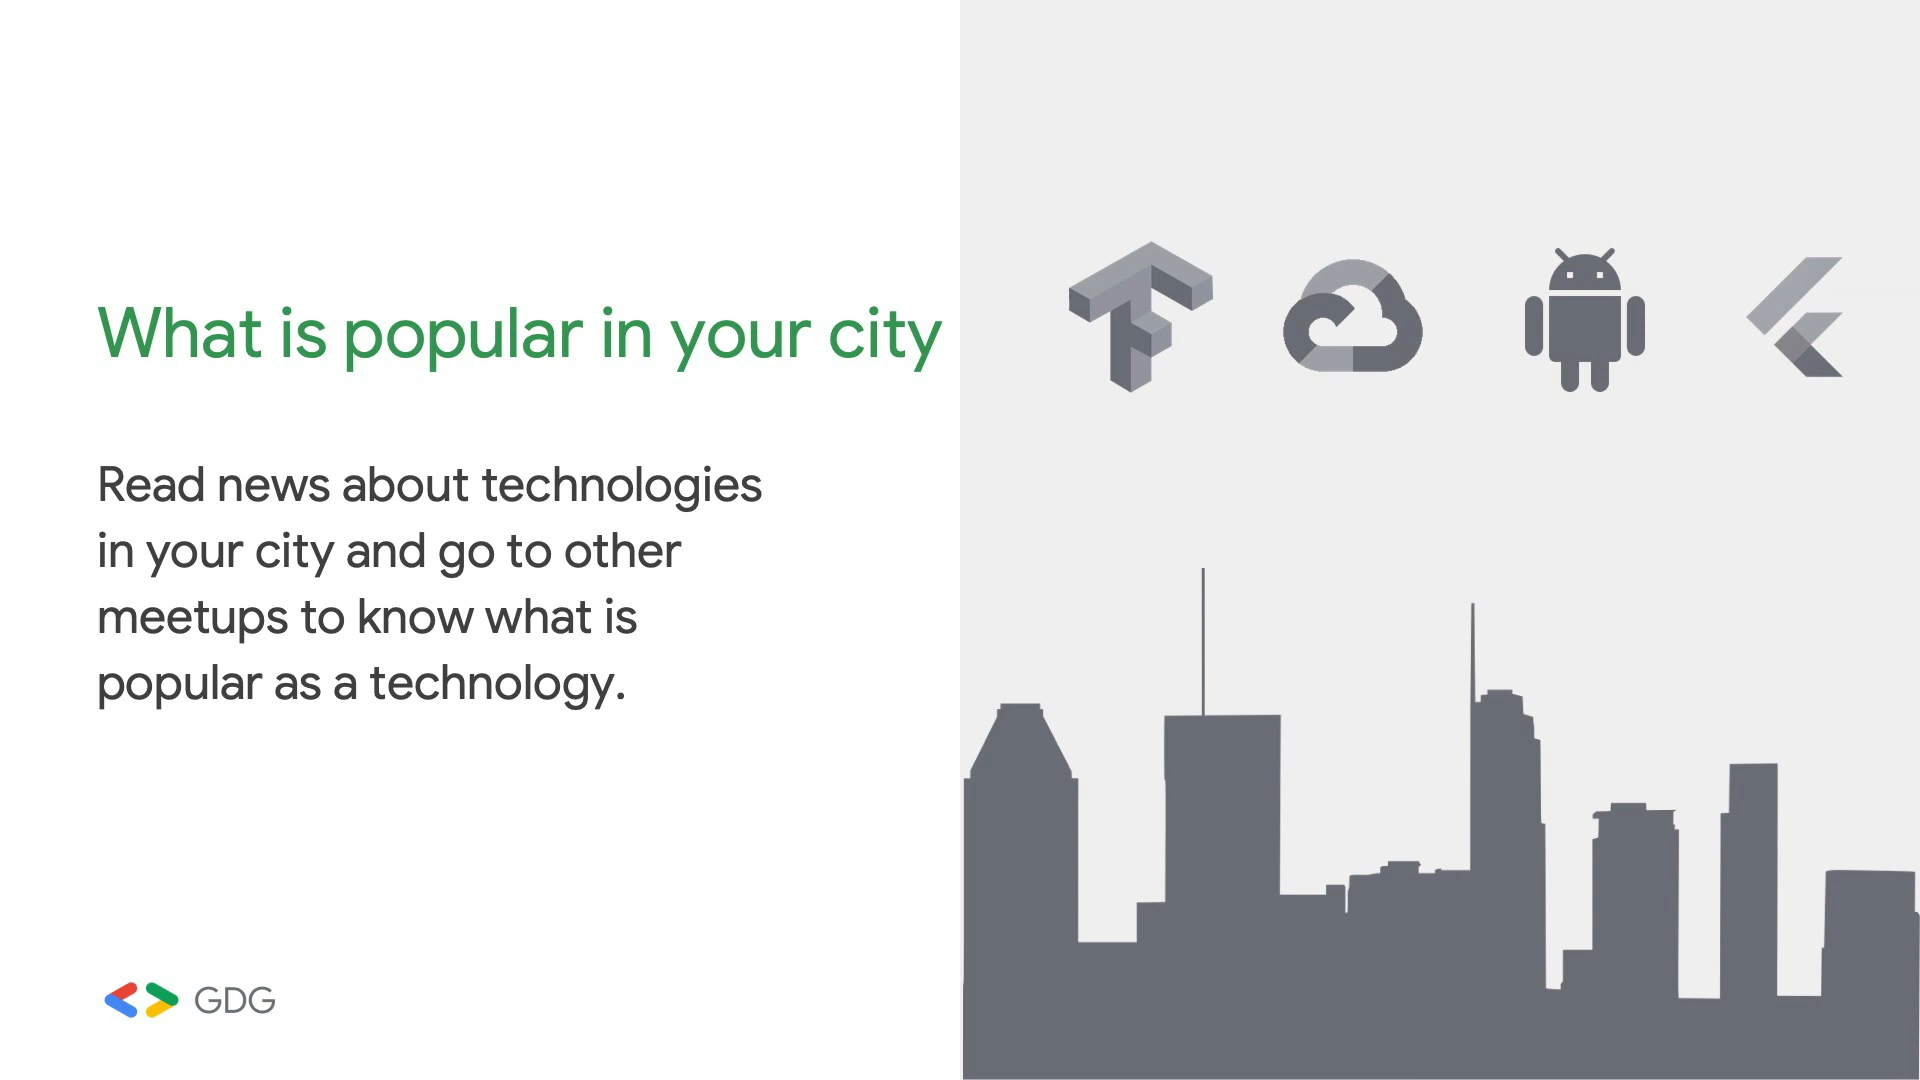 What is popular in your city
Read news about technologies
in your city and go to other
meetups to know what is
popular as a technology.
GDG